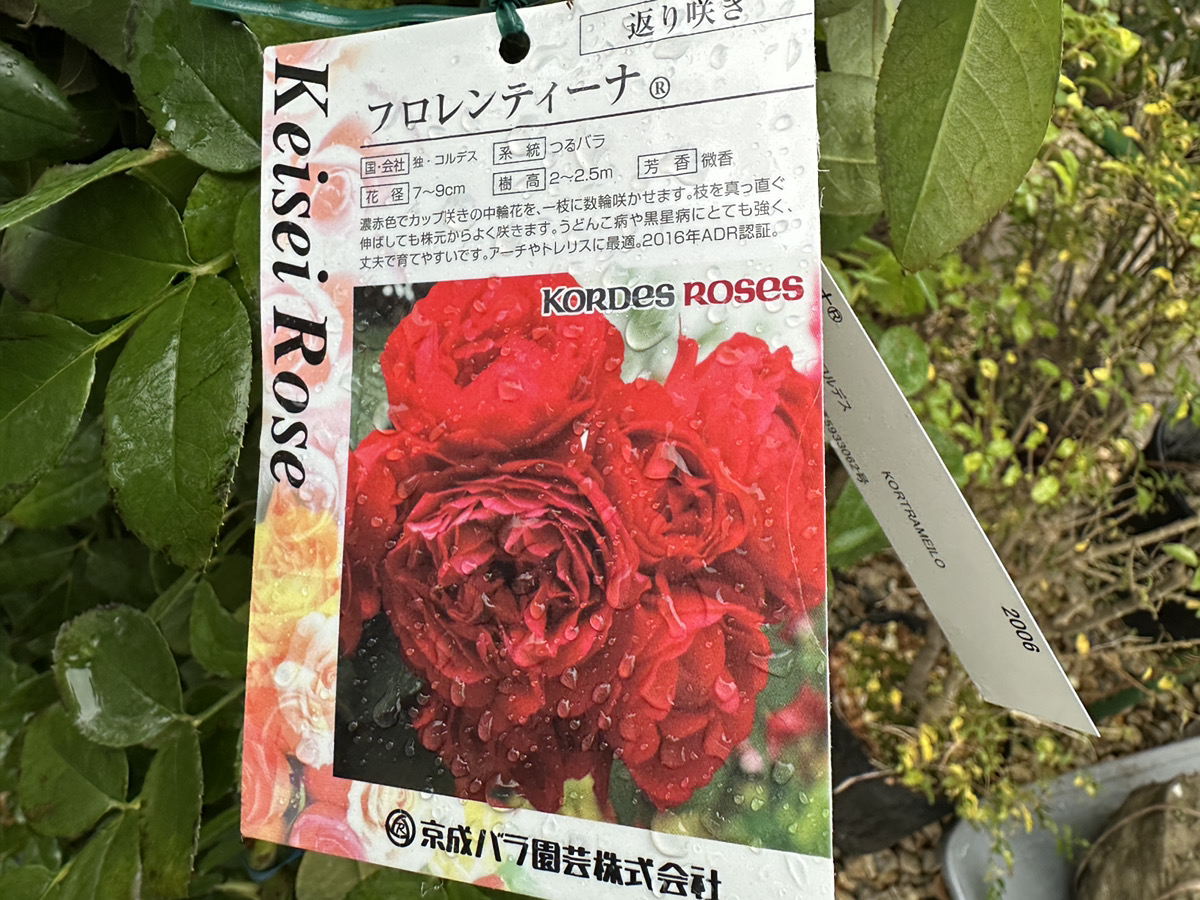 返り咲き
フロレンティーナ®
国・会社 独・コルデス 系統 つるバラ
花径 7〜9cm 樹高 2〜2.5m 芳香 微香
濃赤色でカップ咲きの中輪花を、一枝に数輪咲かせます。枝を真っ直ぐ
伸ばしても株元からよく咲きます。うどんこ病や黒星病にとても強く、
丈夫で育てやすいです。アーチやトレリスに最適。2016年ADR認証。
KORDES ROSES
Keisei Rose
京成バラ園芸株式会社
ナ®
コルデス
KORTRAMEILO
2006